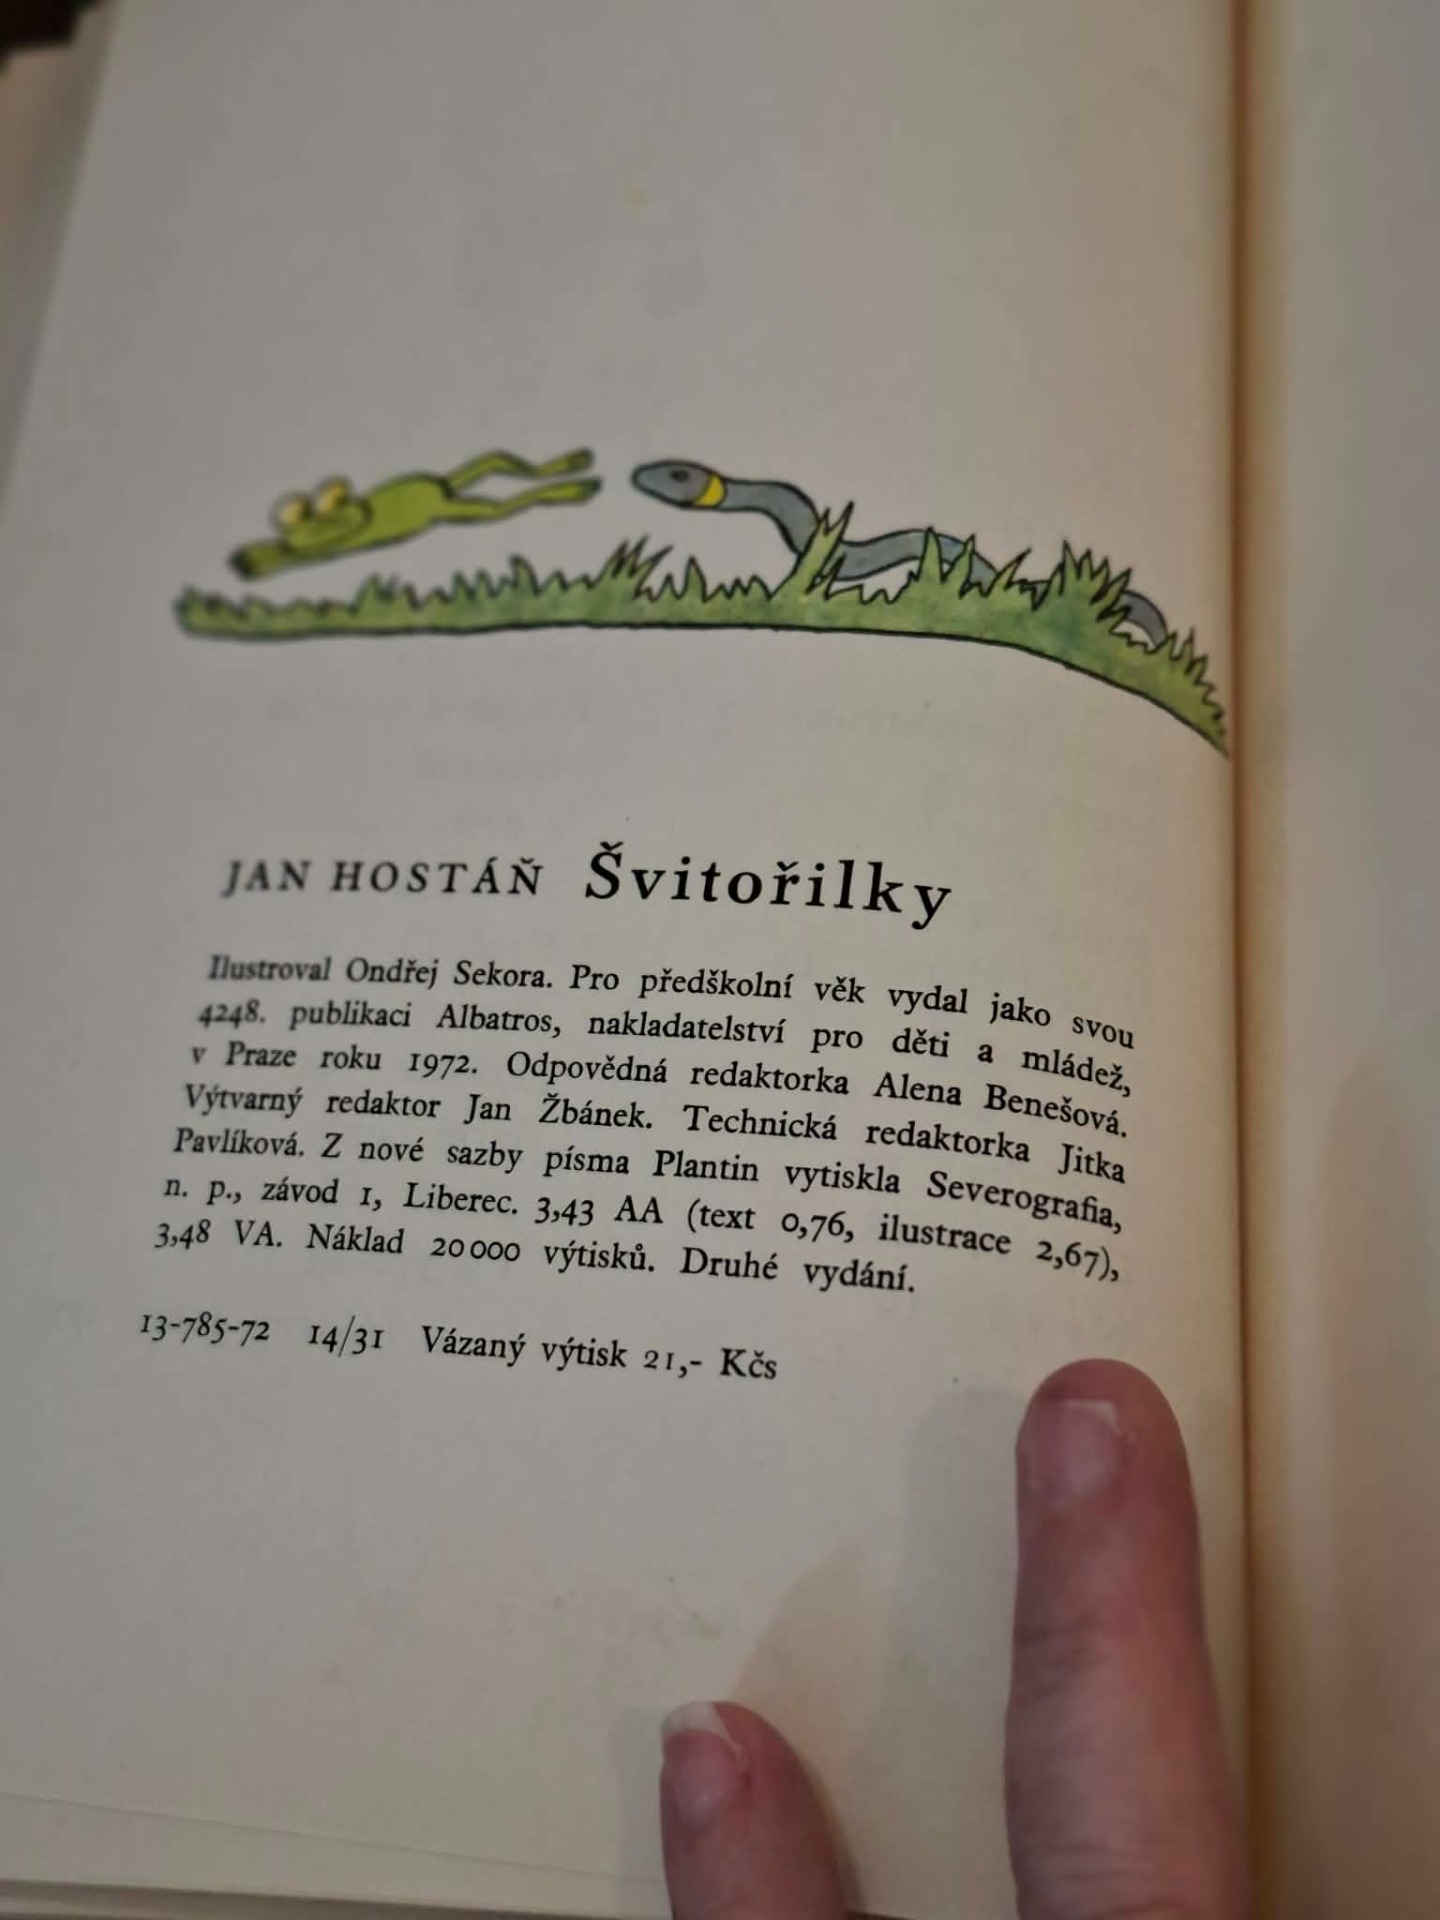 JAN HOSTÁŇ Švitořilky
Ilustroval Ondřej Sekora. Pro předškolní věk vydal jako svou
4248. publikaci Albatros, nakladatelství pro děti a mládež,
v Praze roku 1972. Odpovědná redaktorka Alena Benešová.
Výtvarný redaktor Jan Žbánek. Technická redaktorka Jitka
Pavlíková. Z nové sazby písma Plantin vytiskla Severografia,
n. p., závod 1, Liberec. 3,43 AA (text 0,76, ilustrace 2,67),
3,48 VA. Náklad 20 000 výtisků. Druhé vydání.
13-785-72 14/31 Vázaný výtisk 21,- Kčs